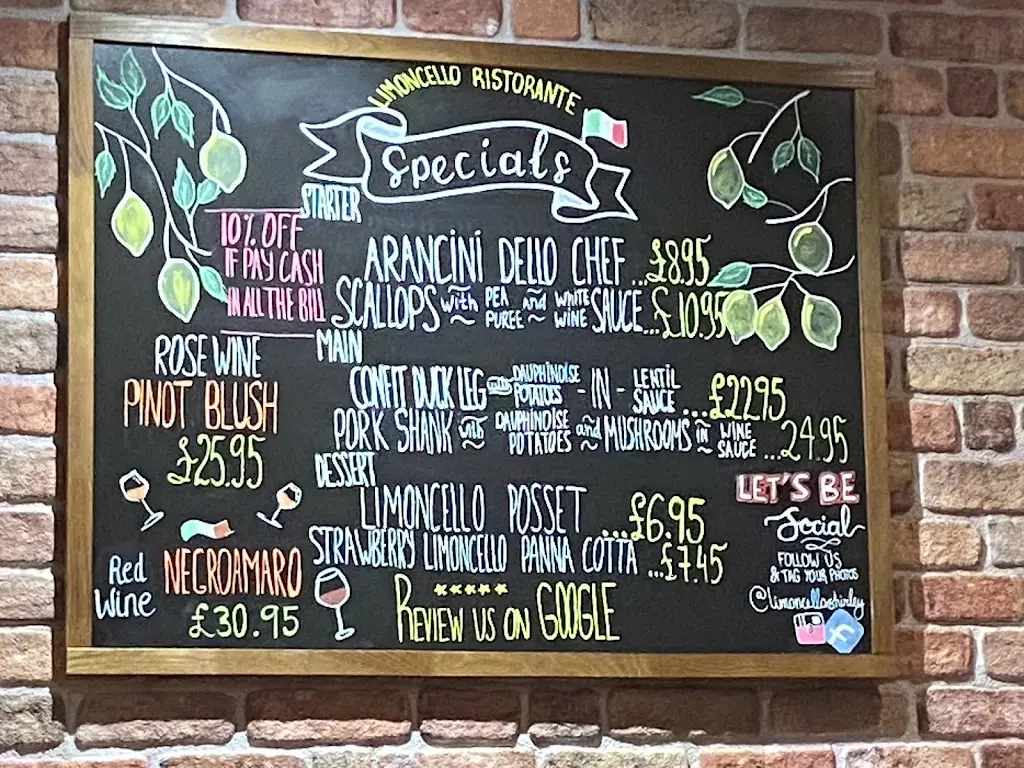 LIMONCELLO RISTORANTE
Specials
STARTER
10% OFF
IF PAY CASH
IN ALL THE BILL
ARANCINI DELLO CHEF ...£8.95
SCALLOPS with PEA PUREE and WHITE WINE SAUCE...£10.95
MAIN
CONFIT DUCK LEG with DAUPHINOISE POTATOES - IN - LENTIL SAUCE ...£22.95
PORK SHANK with DAUPHINOISE POTATOES and MUSHROOMS in WINE SAUCE ...24.95
DESSERT
LIMONCELLO POSSET ...£6.95
STRAWBERRY LIMONCELLO PANNA COTTA ...£7.45
REVIEW US ON GOOGLE
ROSE WINE
PINOT BLUSH
£25.95
Red Wine
NEGROAMARO
£30.95
LET'S BE
Social
FOLLOW US
& TAG YOUR PHOTOS
@limoncelloshirley
f